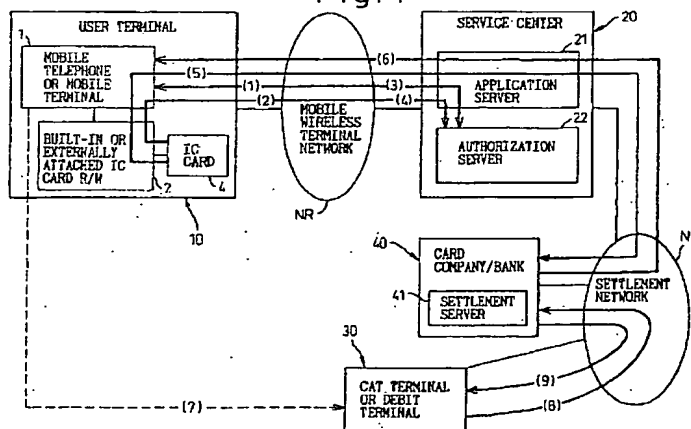 Fig. 1
USER TERMINAL
SERVICE CENTER
20
1
MOBILE
TELEPHONE
OR MOBILE
TERMINAL
BUILT-IN OR
EXTERNALLY
ATTACHED IC
CARD R/W
2
IC
CARD
4
10
(5)
(1)
(2)
(6)
(3)
(4)
MOBILE
WIRELESS
TERMINAL
NETWORK
NR
21
APPLICATION
SERVER
22
AUTHORIZATION
SERVER
40
CARD
COMPANY/BANK
41
SETTLEMENT
SERVER
N
SETTLEMENT
NETWORK
30
CAT TERMINAL
OR DEBIT
TERMINAL
(7)
(9)
(8)